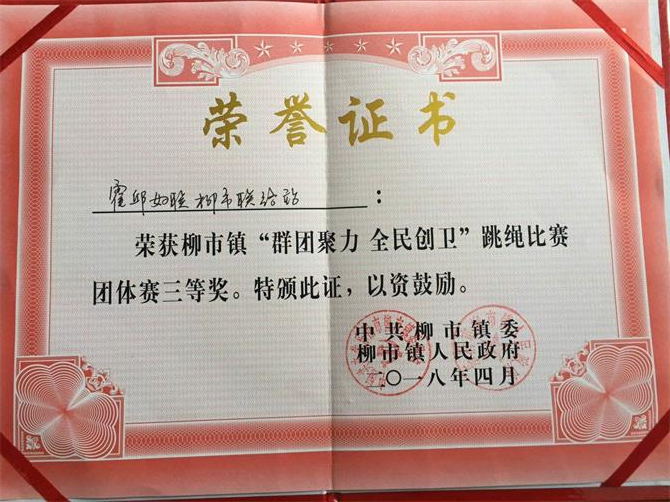 荣誉证书
霍邱妇联柳市联络站：
荣获柳市镇“群团聚力 全民创卫”跳绳比赛
团体赛三等奖。特颁此证，以资鼓励。
中共柳市镇委
柳市镇人民政府
二〇一八年四月